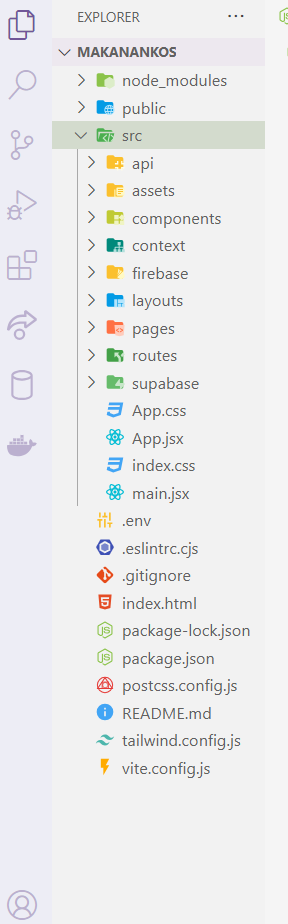 EXPLORER ...
MAKANANKOS
node_modules
public
src
api
assets
components
context
firebase
layouts
pages
routes
supabase
App.css
App.jsx
index.css
main.jsx
.env
.eslintrc.cjs
.gitignore
index.html
package-lock.json
package.json
postcss.config.js
README.md
tailwind.config.js
vite.config.js